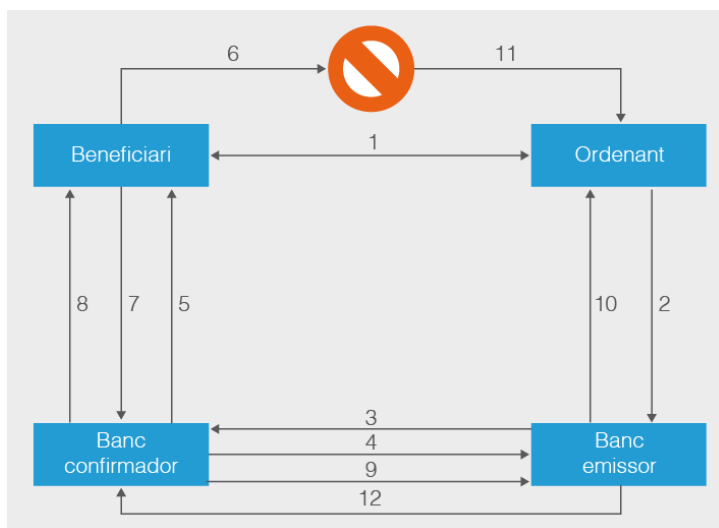 6
11
Beneficiari
1
Ordenant
8
7
5
10
2
Banc
confirmador
3
4
9
12
Banc
emissor